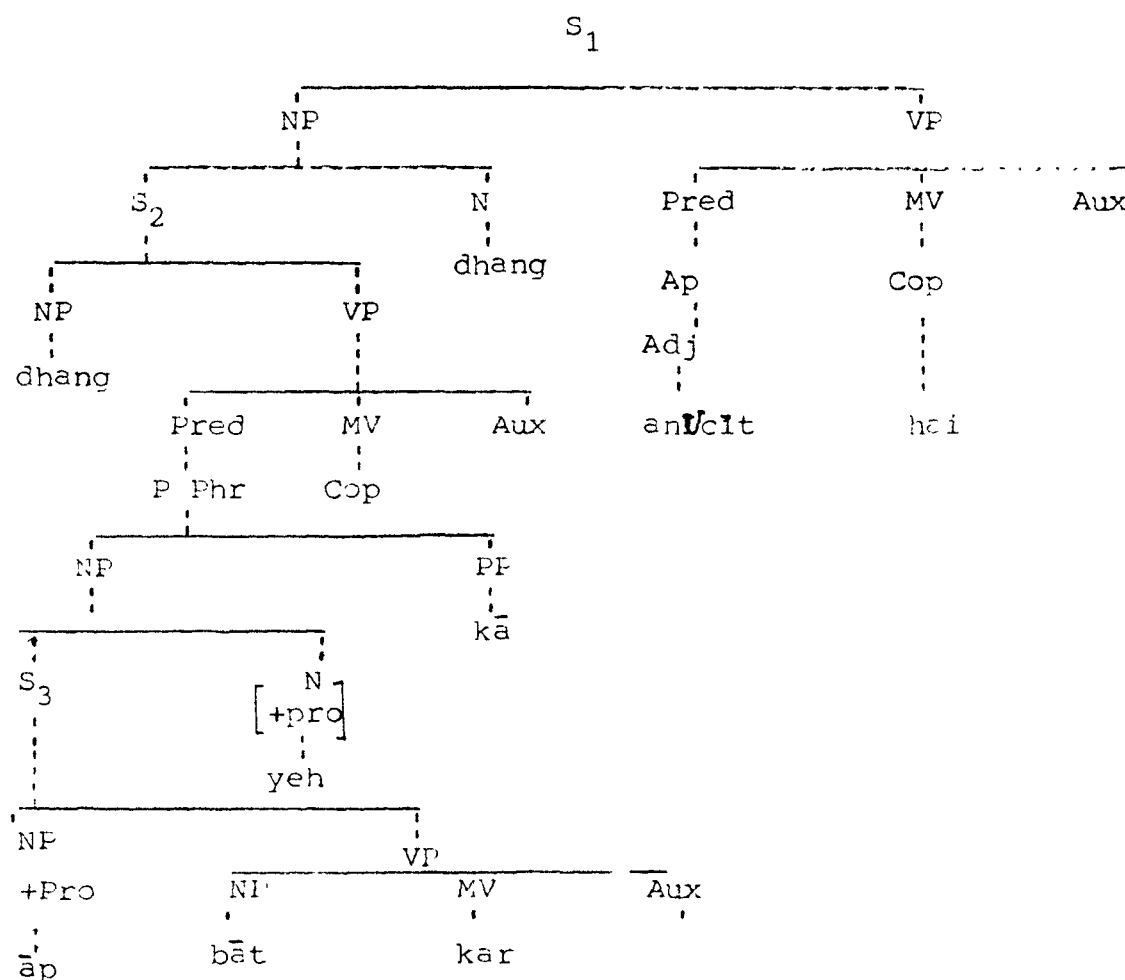 S1
NP VP
S2 N Pred MV Aux
dhang Ap Cop
NP VP
dhang Adj
Pred MV Aux hai
P Phr Cop
NP PP
kā
S3 N
[+pro]
yeh
NP VP
+Pro NP MV Aux
āp bāt kar